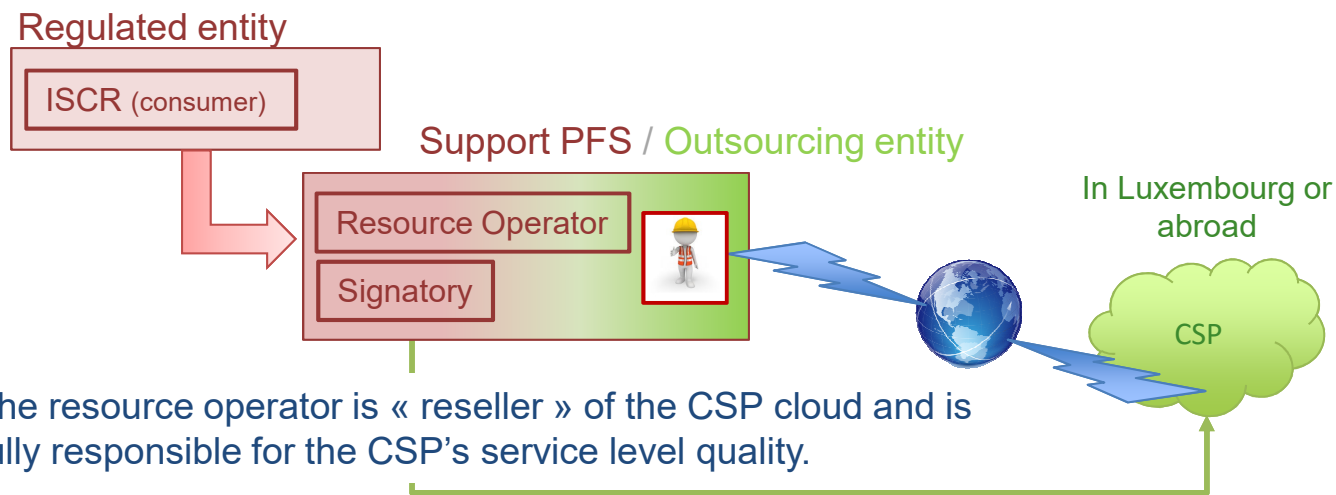 Regulated entity
ISCR (consumer)
Support PFS / Outsourcing entity
In Luxembourg or
abroad
Resource Operator
Signatory
CSP
he resource operator is « reseller » of the CSP cloud and is
ully responsible for the CSP’s service level quality.